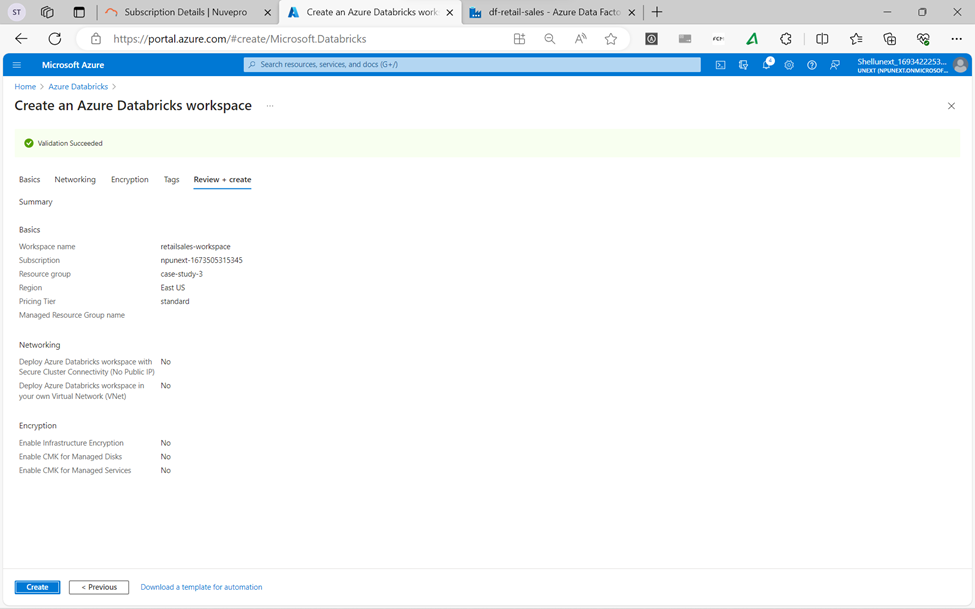 ST
Subscription Details | Nuvepro
Create an Azure Databricks work
df-retail-sales - Azure Data Facto
https://portal.azure.com/#create/Microsoft.Databricks
Microsoft Azure
Search resources, services, and docs (G+/)
4
Shellunext_1693422253...
UNEXT (NPUNEXT.ONMICROSOF...
Home > Azure Databricks >
Create an Azure Databricks workspace ...
Validation Succeeded
Basics Networking Encryption Tags Review + create
Summary
Basics
Workspace name retailsales-workspace
Subscription npunext-1673505315345
Resource group case-study-3
Region East US
Pricing Tier standard
Managed Resource Group name
Networking
Deploy Azure Databricks workspace with No
Secure Cluster Connectivity (No Public IP)
Deploy Azure Databricks workspace in No
your own Virtual Network (VNet)
Encryption
Enable Infrastructure Encryption No
Enable CMK for Managed Disks No
Enable CMK for Managed Services No
Create < Previous Download a template for automation